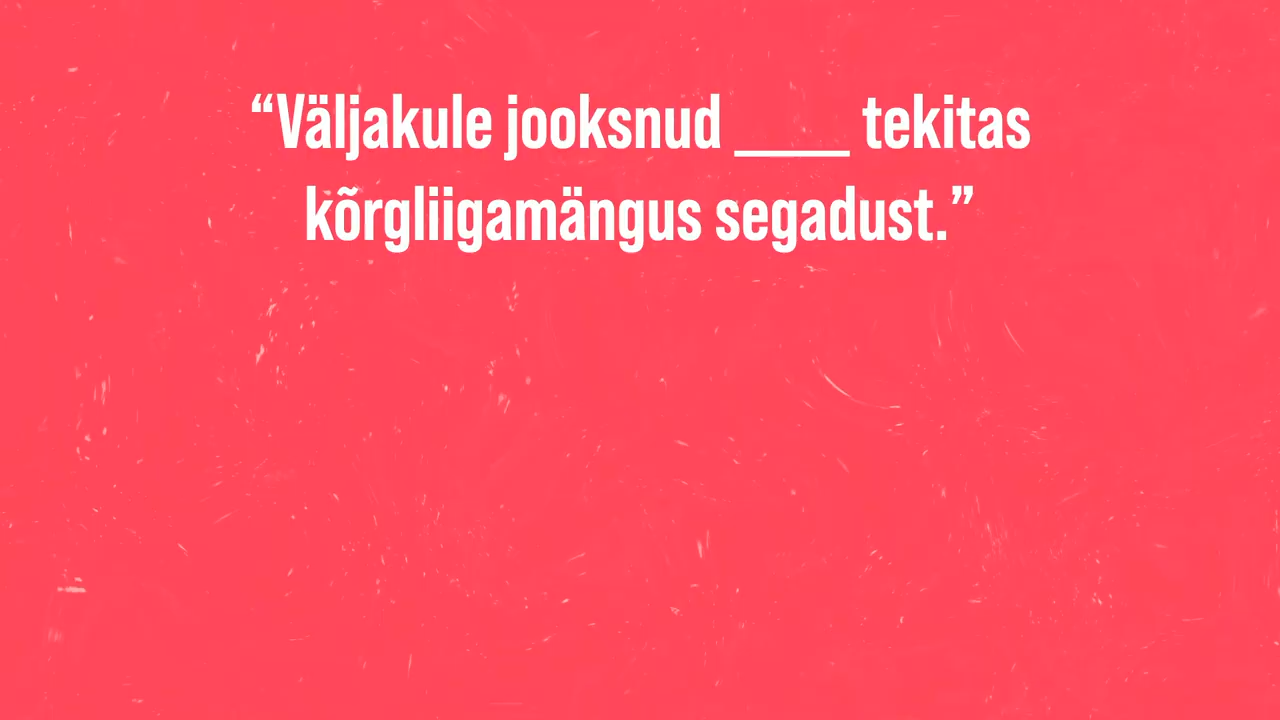 “Väljakule jooksnud ____ tekitas
kõrgliigamängus segadust.”